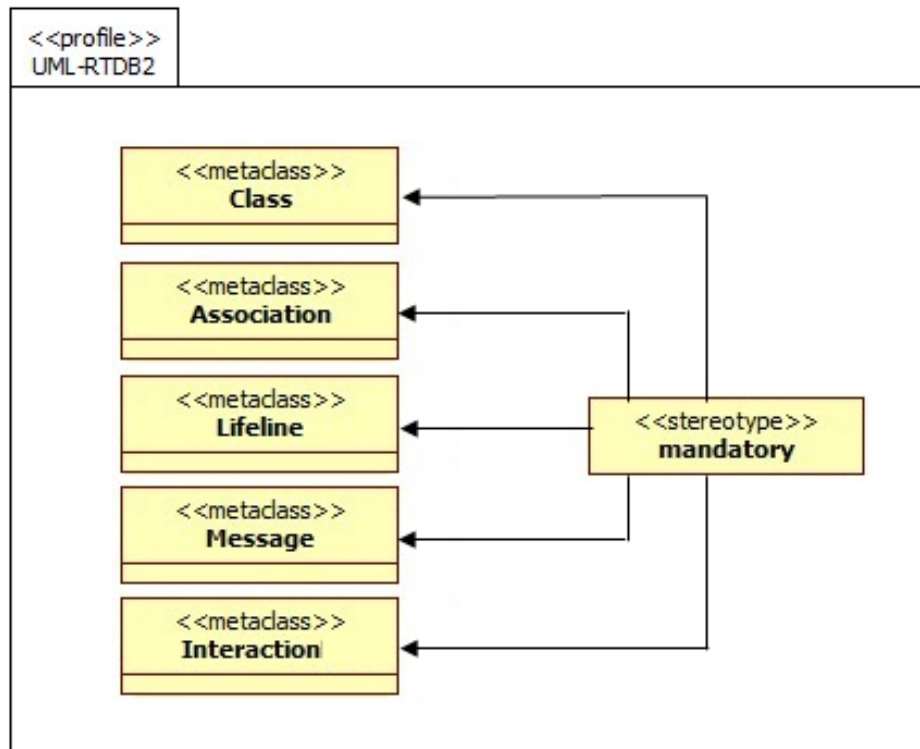 <<profile>>
UML-RTDB2
<<metaclass>>
Class
<<metaclass>>
Association
<<metaclass>>
Lifeline
<<stereotype>>
mandatory
<<metaclass>>
Message
<<metaclass>>
Interaction